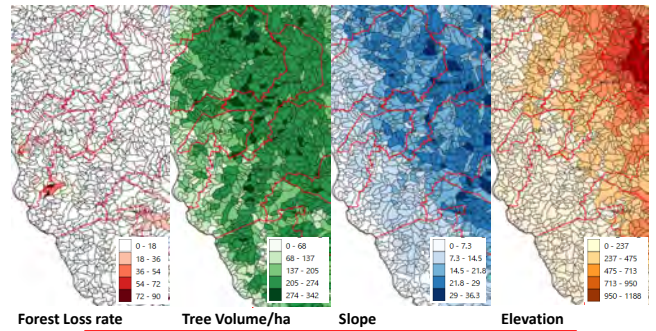 0 - 18
18 - 36
36 - 54
54 - 72
72 - 90
0 - 68
68 - 137
137 - 205
205 - 274
274 - 342
0 - 7.3
7.3 - 14.5
14.5 - 21.8
21.8 - 29
29 - 36.3
0 - 237
237 - 475
475 - 713
713 - 950
950 - 1188
Forest Loss rate
Tree Volume/ha
Slope
Elevation